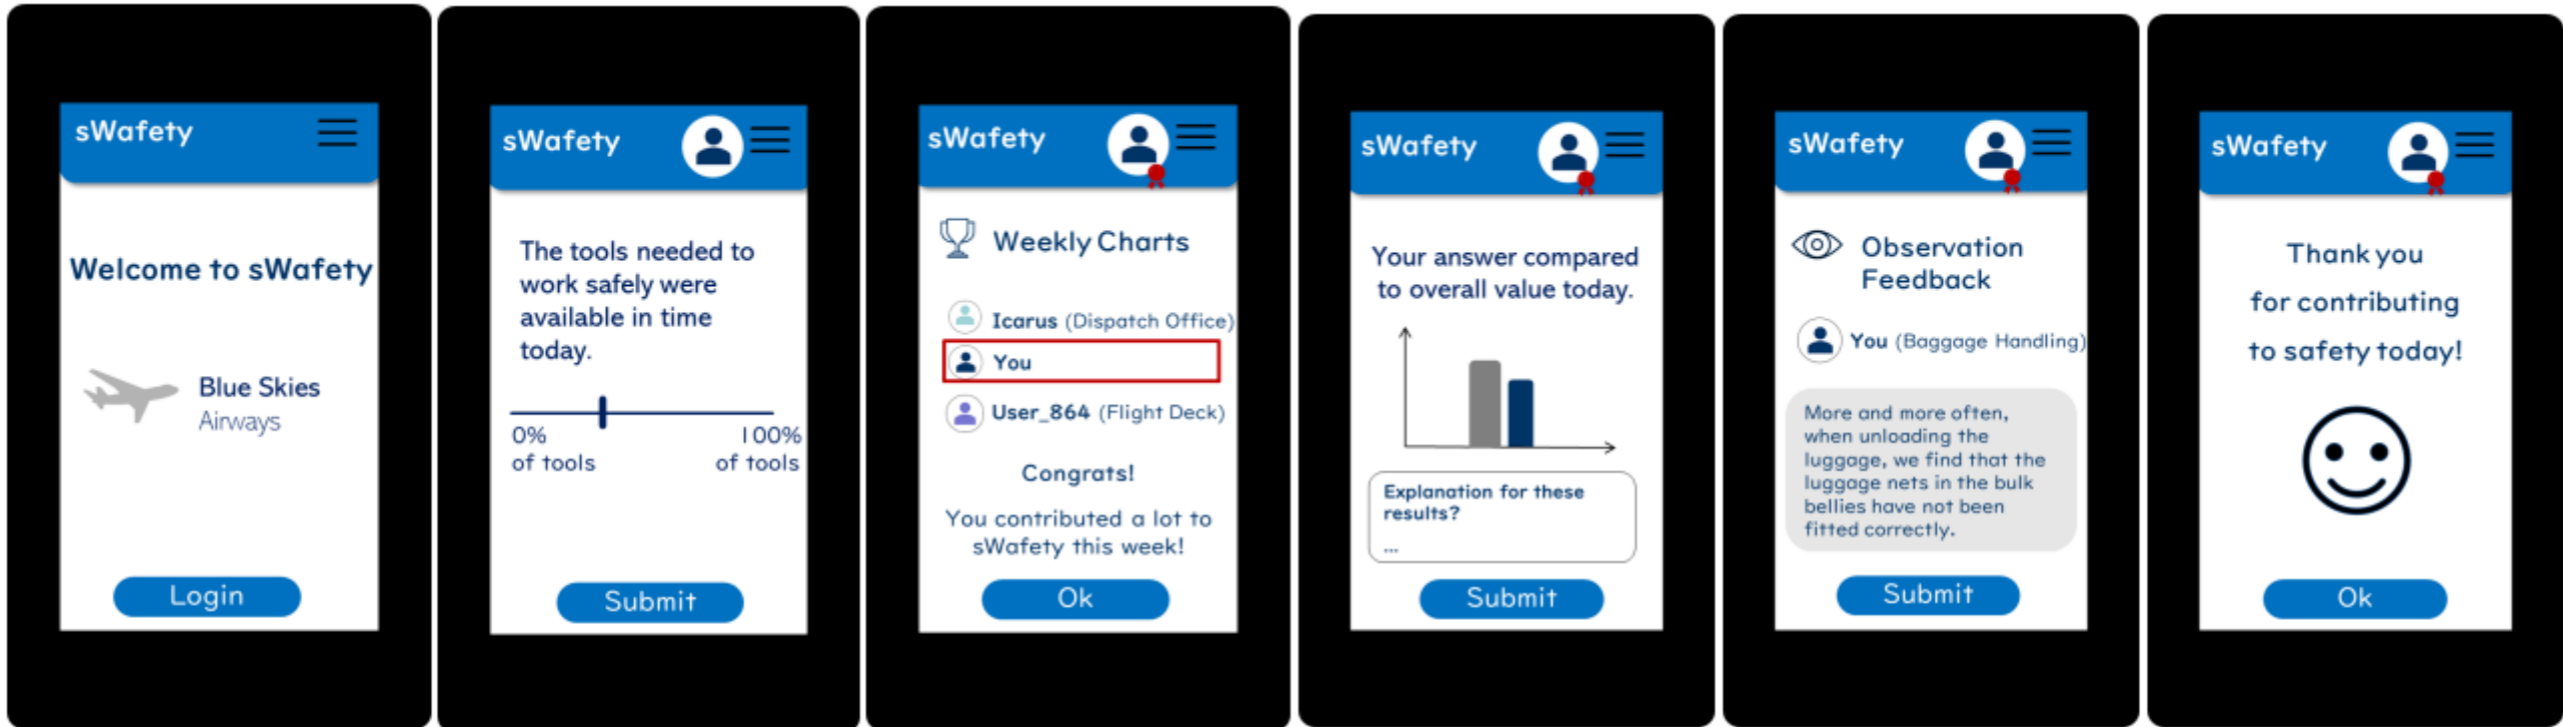 sWafety
Welcome to sWafety
Blue Skies
Airways
Login
sWafety
The tools needed to
work safely were
available in time
today.
0%
of tools
100%
of tools
Submit
sWafety
Weekly Charts
Icarus (Dispatch Office)
You
User_864 (Flight Deck)
Congrats!
You contributed a lot to
sWafety this week!
Ok
sWafety
Your answer compared
to overall value today.
Explanation for these
results?
...
Submit
sWafety
Observation
Feedback
You (Baggage Handling)
More and more often,
when unloading the
luggage, we find that the
luggage nets in the bulk
bellies have not been
fitted correctly.
Submit
sWafety
Thank you
for contributing
to safety today!
Ok